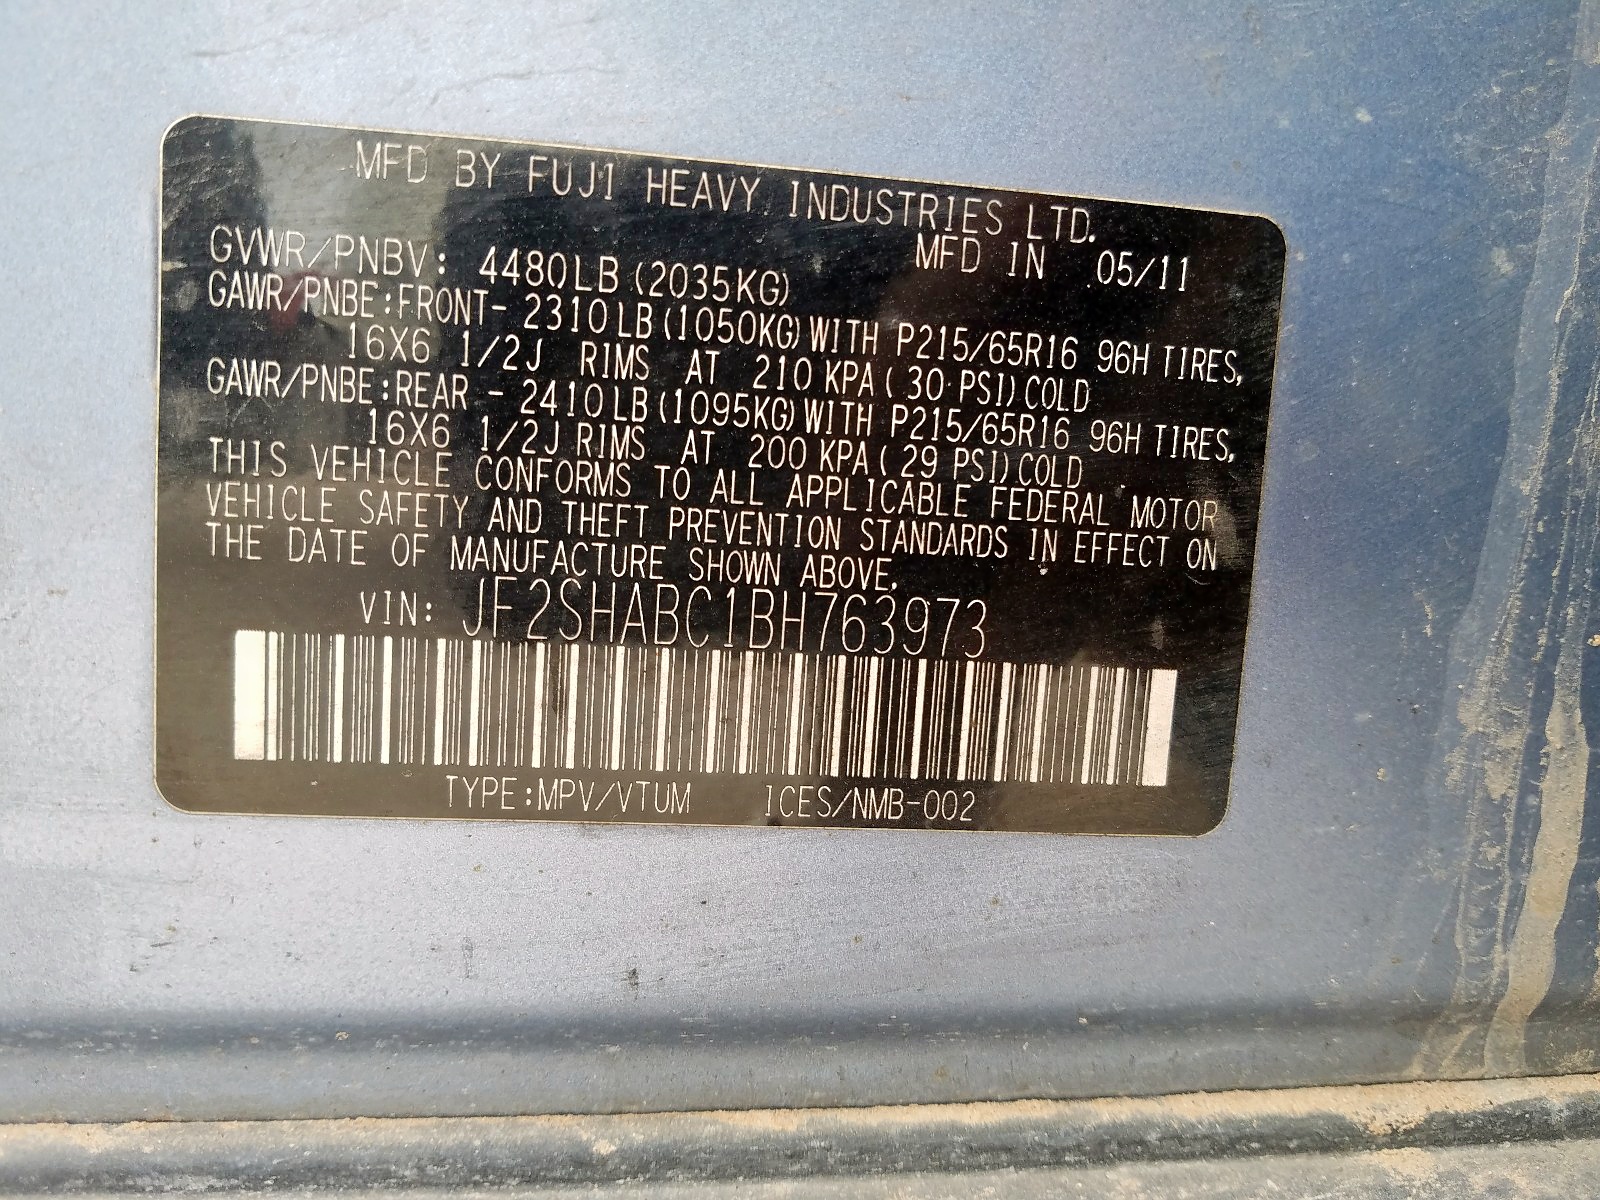 MFD BY FUJI HEAVY INDUSTRIES LTD.
GVWR/PNBV: 4480LB (2035KG) MFD IN 05/11
GAWR/PNBE:FRONT- 2310LB(1050KG)WITH P215/65R16 96H TIRES,
16X6 1/2J RIMS AT 210 KPA( 30 PSI)COLD
GAWR/PNBE:REAR - 2410LB(1095KG)WITH P215/65R16 96H TIRES,
16X6 1/2J RIMS AT 200 KPA( 29 PSI)COLD
THIS VEHICLE CONFORMS TO ALL APPLICABLE FEDERAL MOTOR
VEHICLE SAFETY AND THEFT PREVENTION STANDARDS IN EFFECT ON
THE DATE OF MANUFACTURE SHOWN ABOVE.
VIN: JF2SHABC1BH763973
TYPE:MPV/VTUM ICES/NMB-002